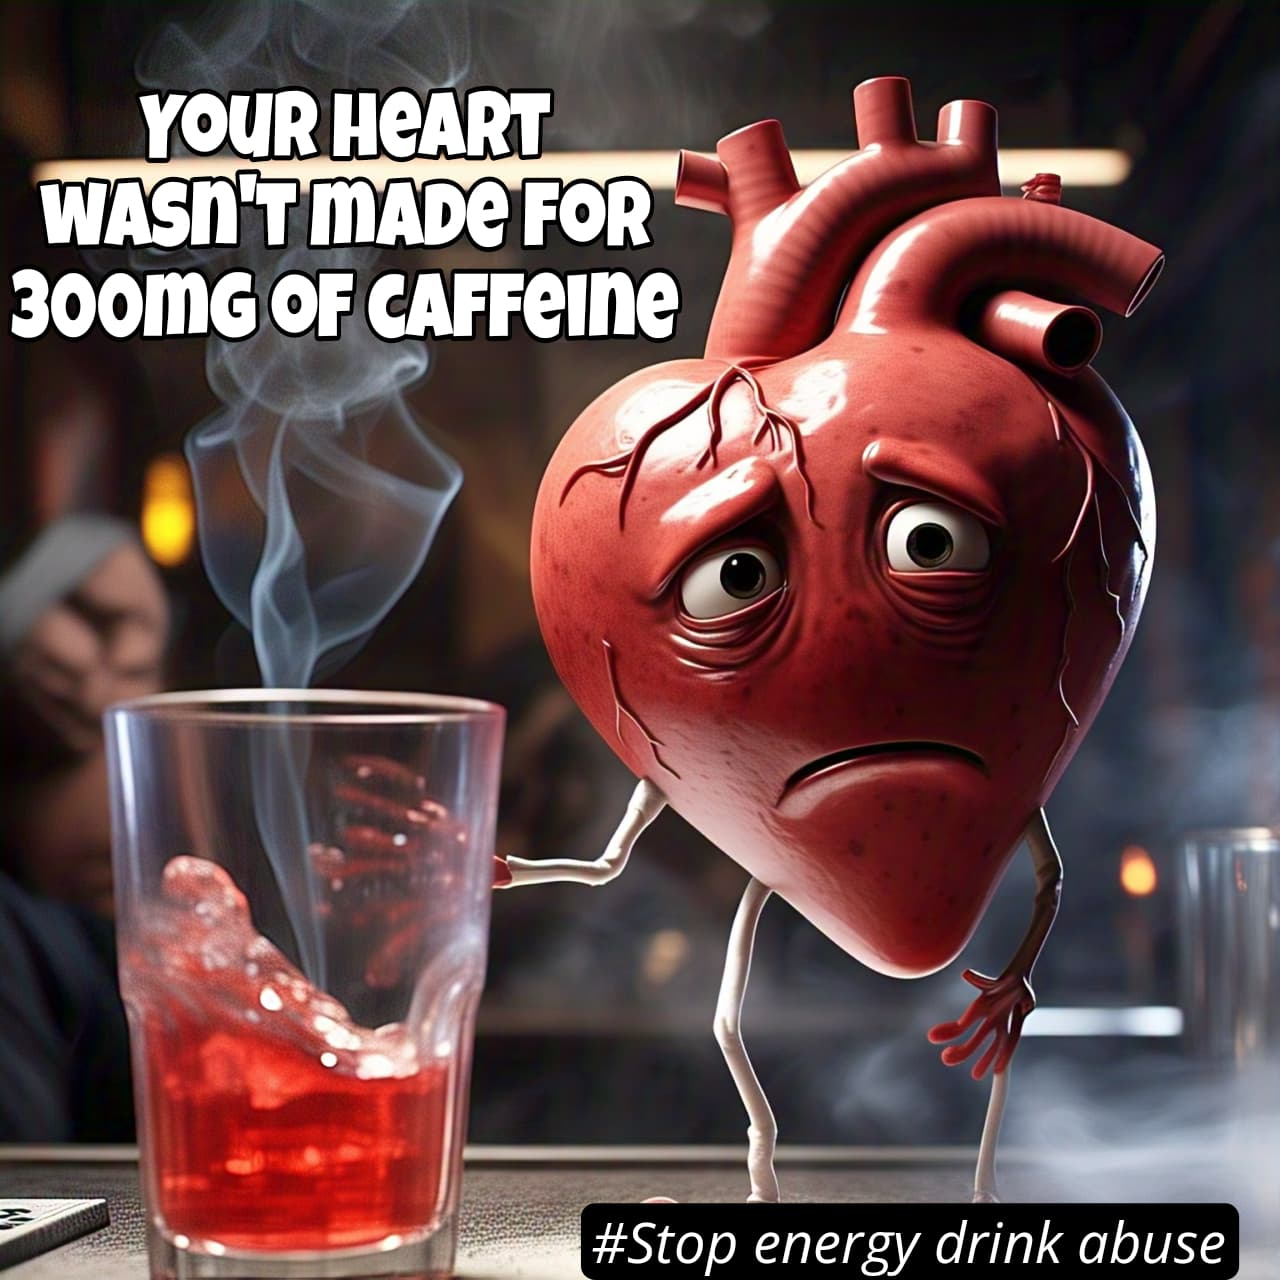 Your Heart
wasn't made for
300mg of caffeine
#Stop energy drink abuse